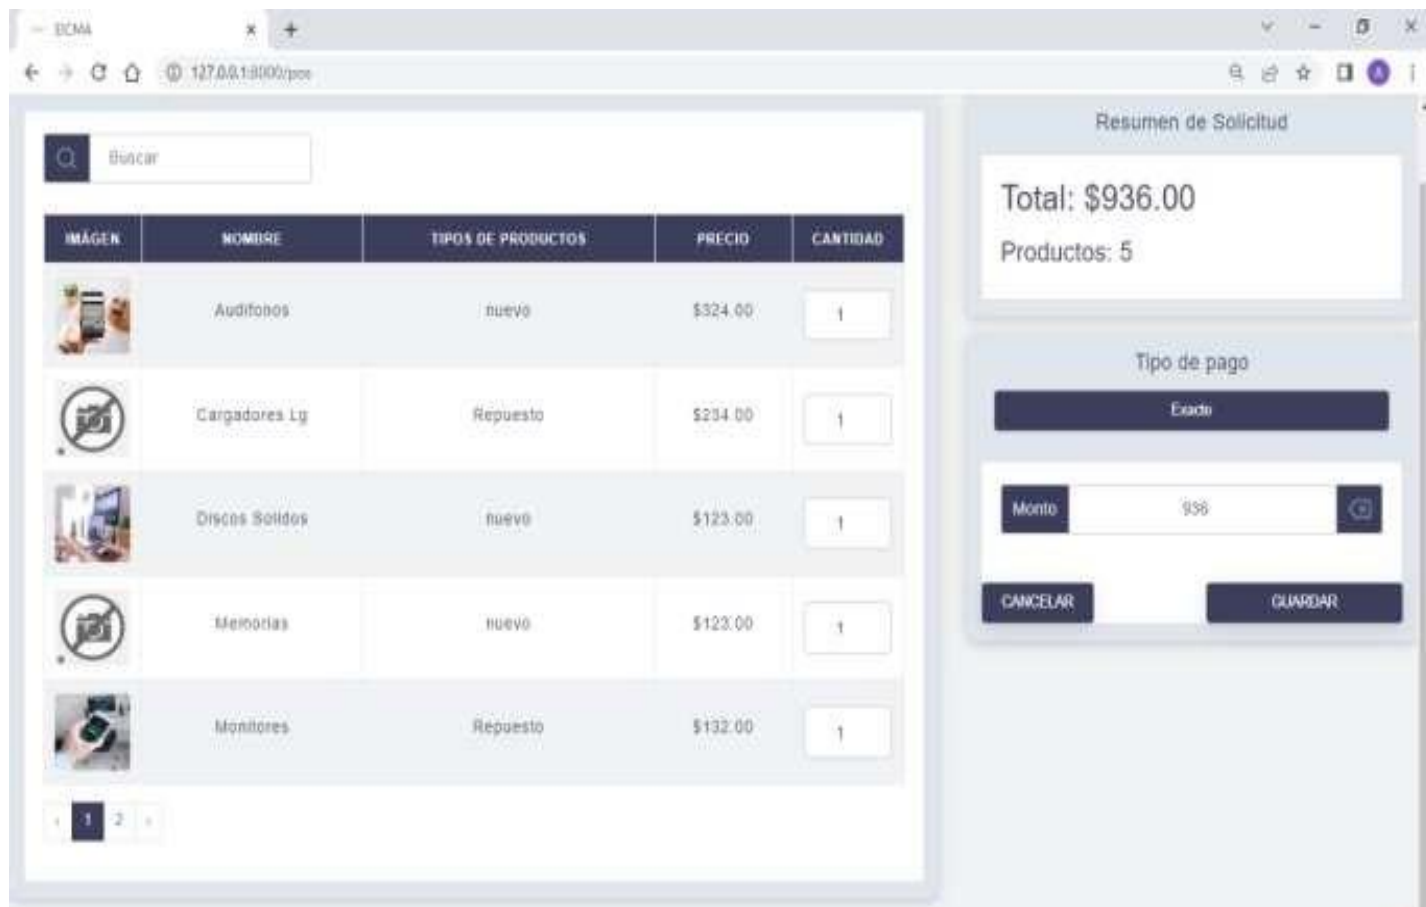 ECMA
127.0.0.1:8000/pos
Buscar
IMÁGEN NOMBRE TIPOS DE PRODUCTOS PRECIO CANTIDAD
Audifonos nuevo $324.00 1
Cargadores Lg Repuesto $234.00 1
Discos Solidos nuevo $123.00 1
Memorias nuevo $123.00 1
Monitores Repuesto $132.00 1
‹ 1 2 ›
Resumen de Solicitud
Total: $936.00
Productos: 5
Tipo de pago
Exacto
Monto 936
CANCELAR GUARDAR